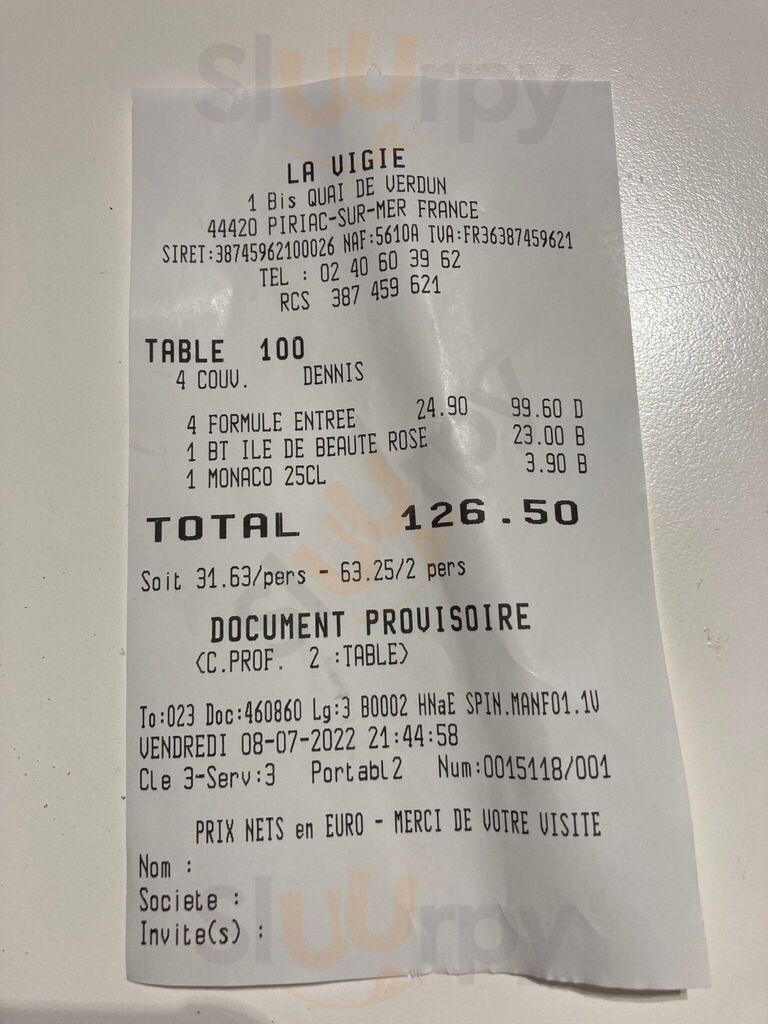 Sluurpy
LA VIGIE
1 Bis QUAI DE VERDUN
44420 PIRIAC-SUR-MER FRANCE
SIRET:38745962100026 NAF:5610A TVA:FR36387459621
TEL : 02 40 60 39 62
RCS 387 459 621
TABLE 100
4 COUV. DENNIS
4 FORMULE ENTREE 24.90 99.60 D
1 BT ILE DE BEAUTE ROSE 23.00 B
1 MONACO 25CL 3.90 B
TOTAL 126.50
Soit 31.63/pers - 63.25/2 pers
DOCUMENT PROVISOIRE
<C.PROF. 2 :TABLE>
To:023 Doc:460860 Lg:3 B0002 HNaE SPIN.MANF01.1V
VENDREDI 08-07-2022 21:44:58
Cle 3-Serv:3 Portabl2 Num:0015118/001
PRIX NETS en EURO - MERCI DE VOTRE VISITE
Nom :
Societe :
Invite(s) :
Sluurpy